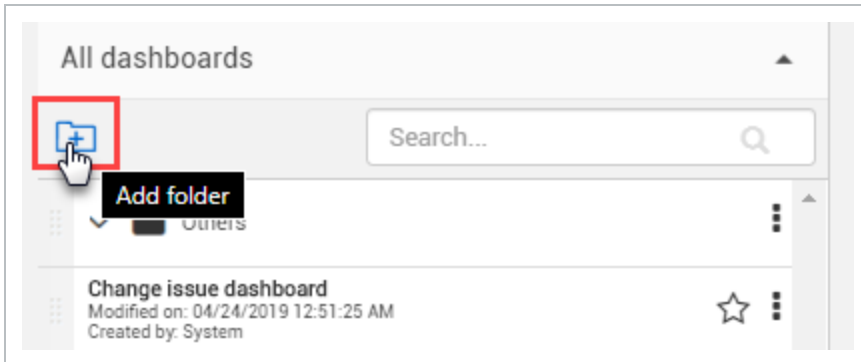 All dashboards
Search...
Add folder
Others
Change issue dashboard
Modified on: 04/24/2019 12:51:25 AM
Created by: System